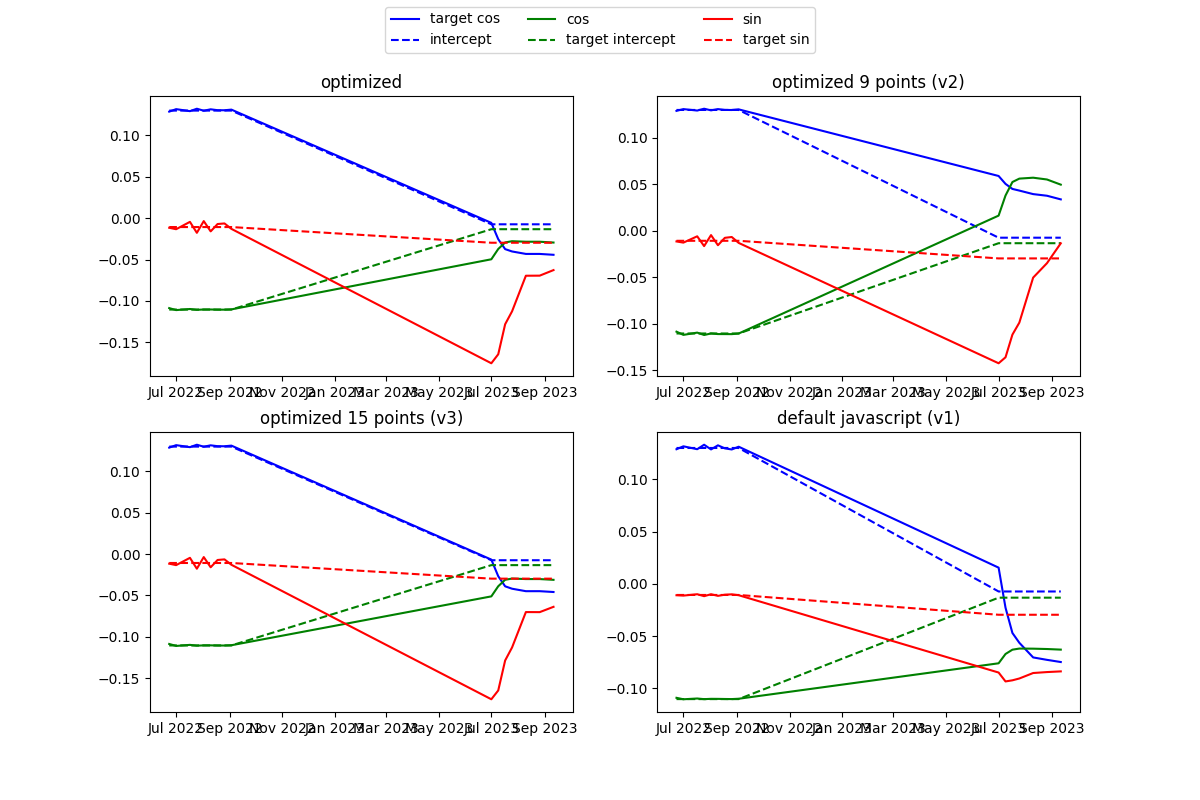 target cos cos sin
intercept target intercept target sin
optimized
0.10
0.05
0.00
−0.05
−0.10
−0.15
Jul 2022 Sep 2022 Nov 2022 Jan 2023 Mar 2023 May 2023 Jul 2023 Sep 2023
optimized 9 points (v2)
0.10
0.05
0.00
−0.05
−0.10
−0.15
Jul 2022 Sep 2022 Nov 2022 Jan 2023 Mar 2023 May 2023 Jul 2023 Sep 2023
optimized 15 points (v3)
0.10
0.05
0.00
−0.05
−0.10
−0.15
Jul 2022 Sep 2022 Nov 2022 Jan 2023 Mar 2023 May 2023 Jul 2023 Sep 2023
default javascript (v1)
0.10
0.05
0.00
−0.05
−0.10
Jul 2022 Sep 2022 Nov 2022 Jan 2023 Mar 2023 May 2023 Jul 2023 Sep 2023